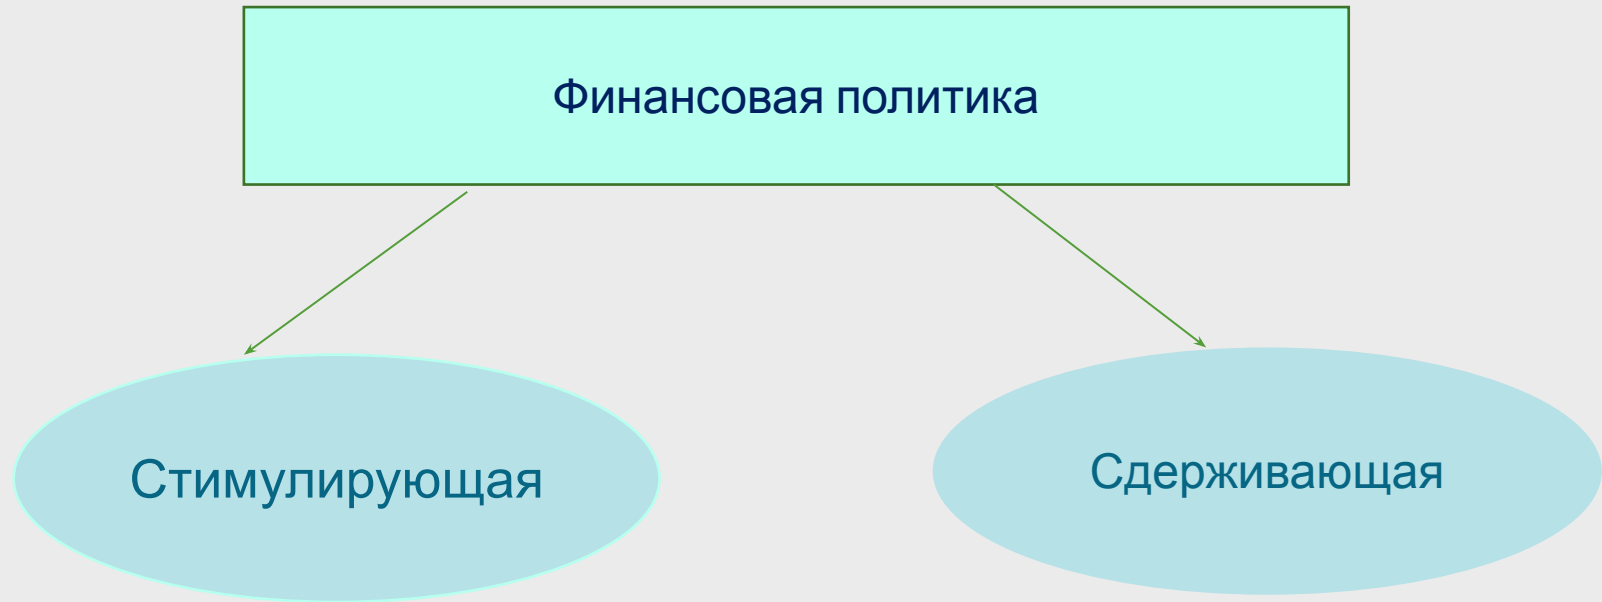 Финансовая политика
Стимулирующая
Сдерживающая